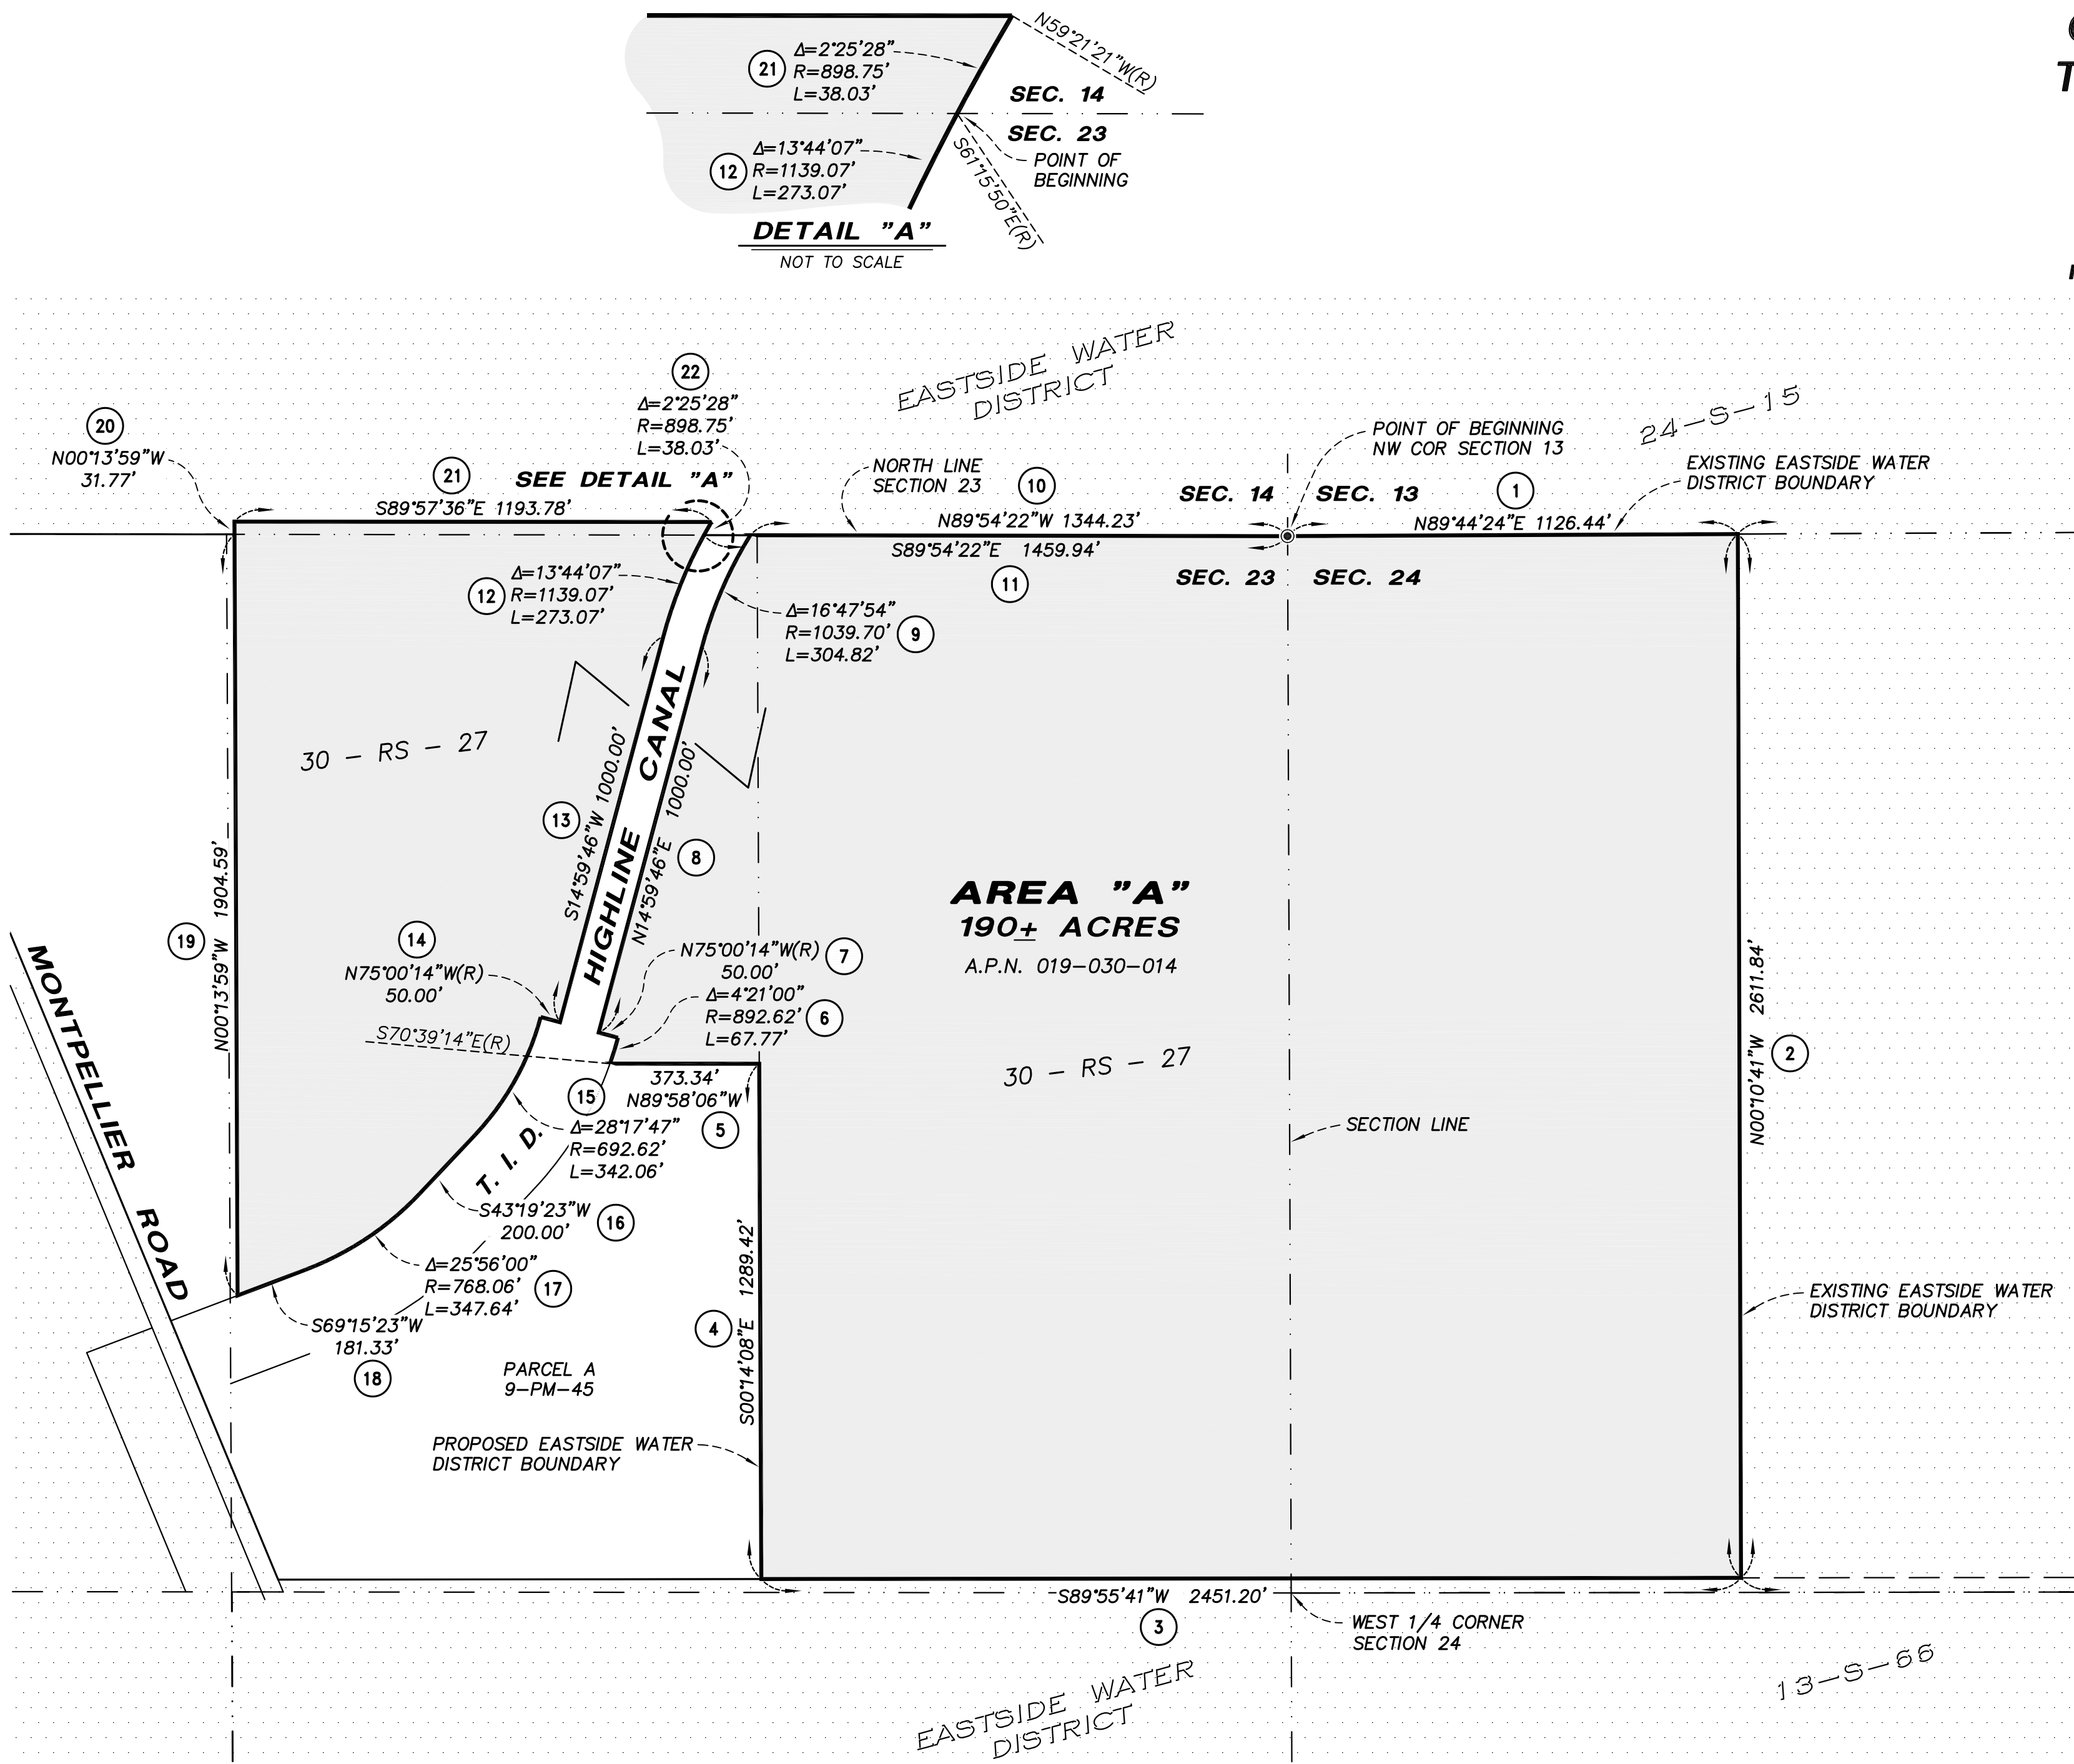 N59°21'21"W(R)
Δ=2°25'28"
21 R=898.75'
L=38.03'
SEC. 14
SEC. 23
Δ=13°44'07"
12 R=1139.07'
L=273.07'
POINT OF
BEGINNING
S61°15'50"E(R)
DETAIL "A"
NOT TO SCALE
T
EASTSIDE WATER
DISTRICT
22
Δ=2°25'28"
R=898.75'
L=38.03'
20
N00°13'59"W
31.77'
21
SEE DETAIL "A"
S89°57'36"E 1193.78'
NORTH LINE
SECTION 23
10
N89°54'22"W 1344.23'
S89°54'22"E 1459.94'
11
SEC. 14
SEC. 13
SEC. 23
SEC. 24
POINT OF BEGINNING
NW COR SECTION 13
24-S-15
1
N89°44'24"E 1126.44'
EXISTING EASTSIDE WATER
DISTRICT BOUNDARY
Δ=13°44'07"
12 R=1139.07'
L=273.07'
Δ=16°47'54"
R=1039.70' 9
L=304.82'
30 - RS - 27
HIGHLINE CANAL
13
S14°59'46"W 1000.00'
N14°59'46"E 1000.00'
8
AREA "A"
190± ACRES
A.P.N. 019-030-014
19
N00°13'59"W 1904.59'
14
N75°00'14"W(R)
50.00'
N75°00'14"W(R) 7
50.00'
Δ=4°21'00"
R=892.62' 6
L=67.77'
S70°39'14"E(R)
373.34'
N89°58'06"W
5
15
Δ=28°17'47"
R=692.62'
L=342.06'
T. I. D.
30 - RS - 27
N00°10'41"W 2611.84'
2
SECTION LINE
MONTPELLIER ROAD
S43°19'23"W 16
200.00'
Δ=25°56'00"
R=768.06' 17
L=347.64'
S69°15'23"W
181.33'
18
4
S00°14'08"E 1289.42'
PARCEL A
9-PM-45
PROPOSED EASTSIDE WATER
DISTRICT BOUNDARY
EXISTING EASTSIDE WATER
DISTRICT BOUNDARY
S89°55'41"W 2451.20'
3
WEST 1/4 CORNER
SECTION 24
EASTSIDE WATER
DISTRICT
13-S-66